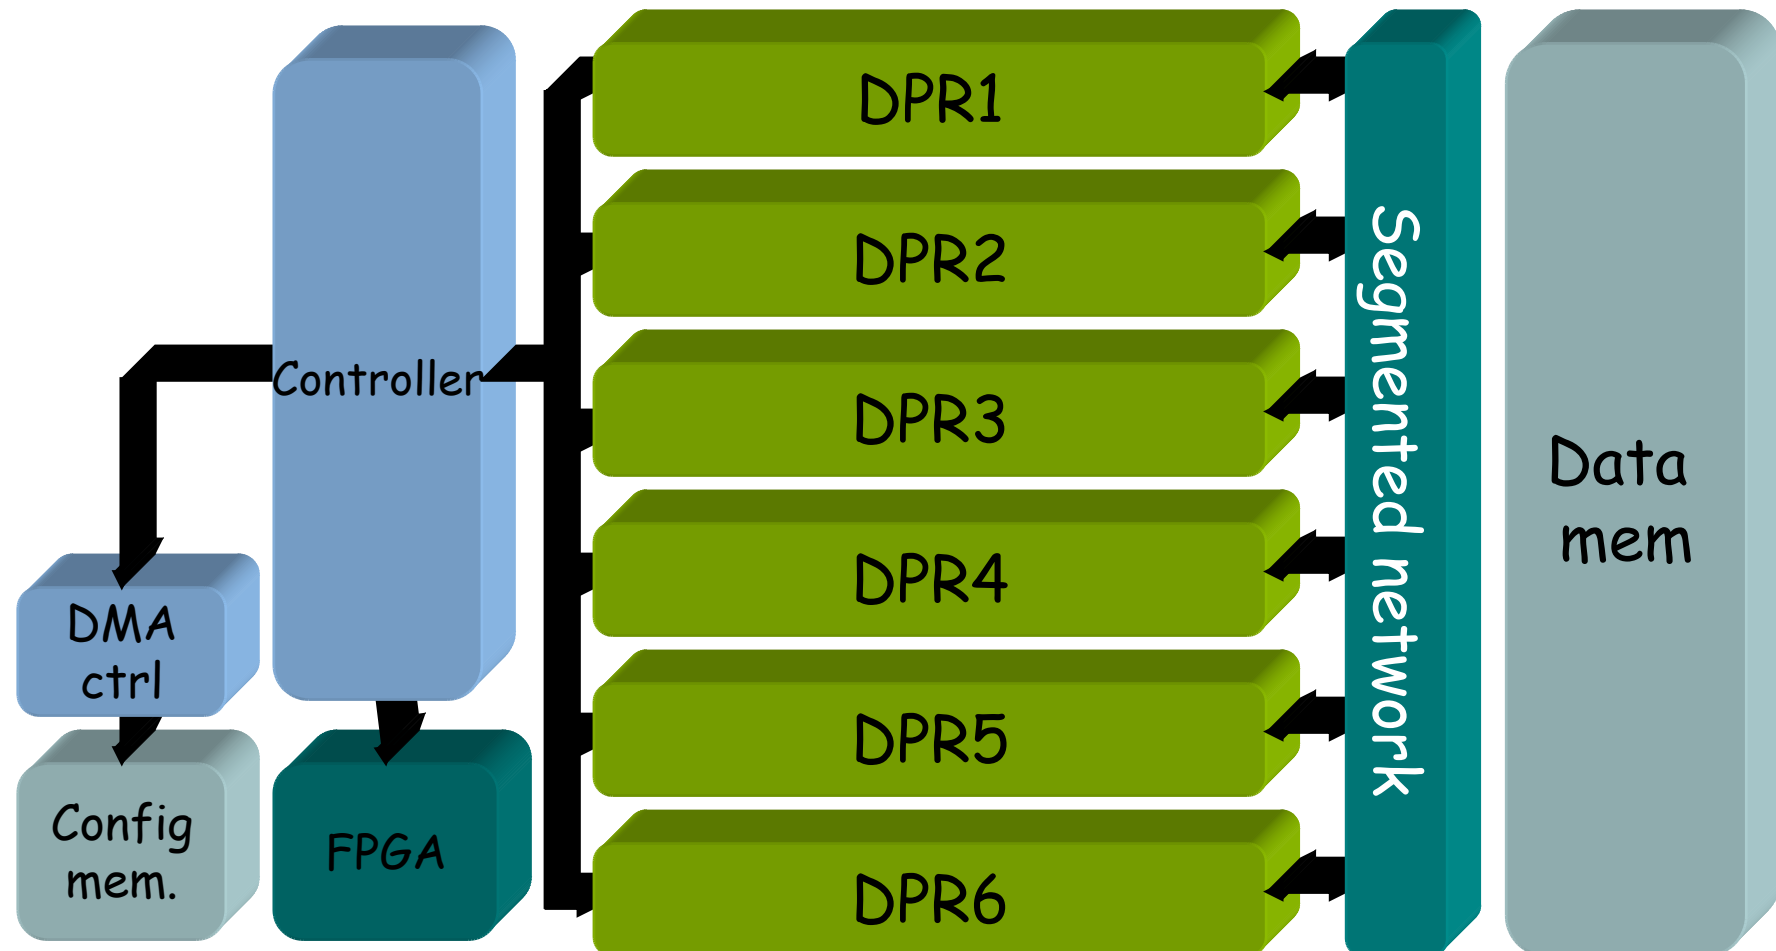 DPR1
DPR2
DPR3
DPR4
DPR5
DPR6
Controller
DMA
ctrl
Config
mem.
FPGA
Segmented network
Data
mem